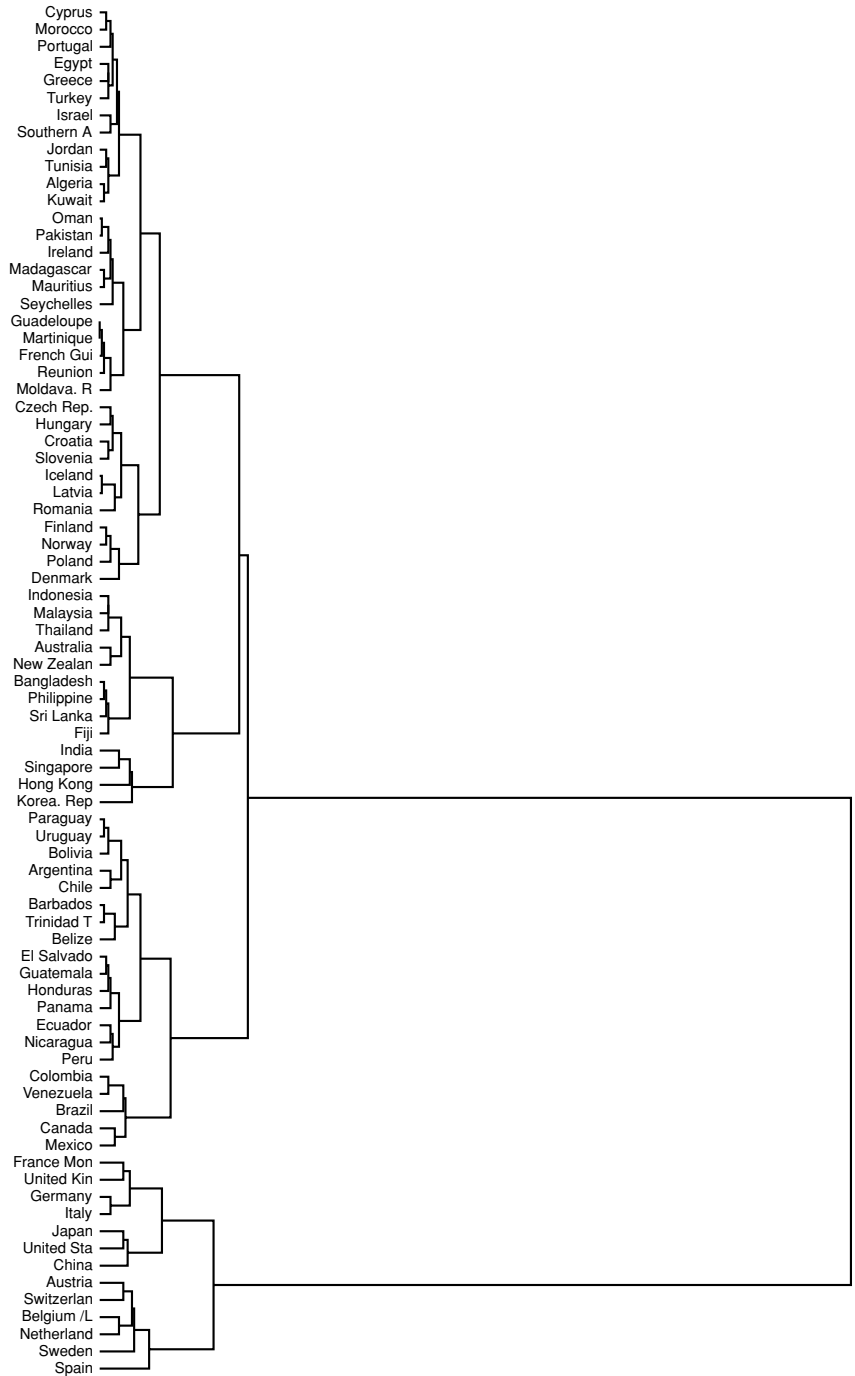 Cyprus
Morocco
Portugal
Egypt
Greece
Turkey
Israel
Southern A
Jordan
Tunisia
Algeria
Kuwait
Oman
Pakistan
Ireland
Madagascar
Mauritius
Seychelles
Guadeloupe
Martinique
French Gui
Reunion
Moldava. R
Czech Rep.
Hungary
Croatia
Slovenia
Iceland
Latvia
Romania
Finland
Norway
Poland
Denmark
Indonesia
Malaysia
Thailand
Australia
New Zealan
Bangladesh
Philippine
Sri Lanka
Fiji
India
Singapore
Hong Kong
Korea. Rep
Paraguay
Uruguay
Bolivia
Argentina
Chile
Barbados
Trinidad T
Belize
El Salvado
Guatemala
Honduras
Panama
Ecuador
Nicaragua
Peru
Colombia
Venezuela
Brazil
Canada
Mexico
France Mon
United Kin
Germany
Italy
Japan
United Sta
China
Austria
Switzerlan
Belgium /L
Netherland
Sweden
Spain